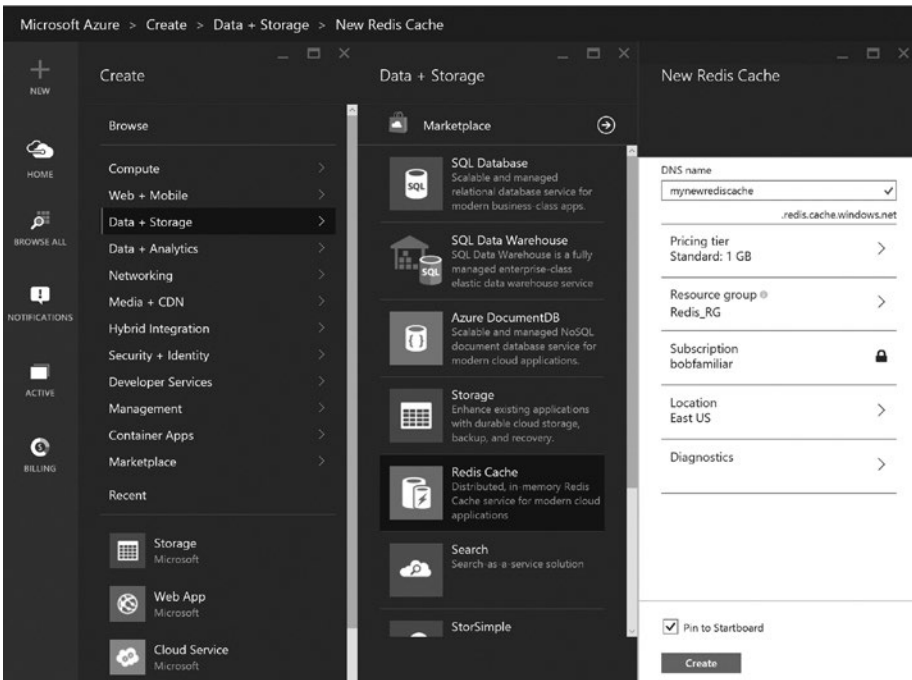 Microsoft Azure > Create > Data + Storage > New Redis Cache
NEW
HOME
BROWSE ALL
NOTIFICATIONS
ACTIVE
BILLING
Create
Browse
Compute
Web + Mobile
Data + Storage
Data + Analytics
Networking
Media + CDN
Hybrid Integration
Security + Identity
Developer Services
Management
Container Apps
Marketplace
Recent
Storage
Microsoft
Web App
Microsoft
Cloud Service
Microsoft
Data + Storage
Marketplace
SQL
SQL Database
Scalable and managed
relational database service for
modern business-class apps.
SQL
SQL Data Warehouse
SQL Data Warehouse is a fully
managed enterprise-class
elastic data warehouse service
Azure DocumentDB
Scalable and managed NoSQL
document database service for
modern cloud applications.
Storage
Enhance existing applications
with durable cloud storage,
backup, and recovery.
Redis Cache
Distributed, in-memory Redis
Cache service for modern cloud
applications
Search
Search-as-a-service solution
StorSimple
New Redis Cache
DNS name
mynewrediscache
.redis.cache.windows.net
Pricing tier
Standard: 1 GB
Resource group
Redis_RG
Subscription
bobfamiliar
Location
East US
Diagnostics
Pin to Startboard
Create